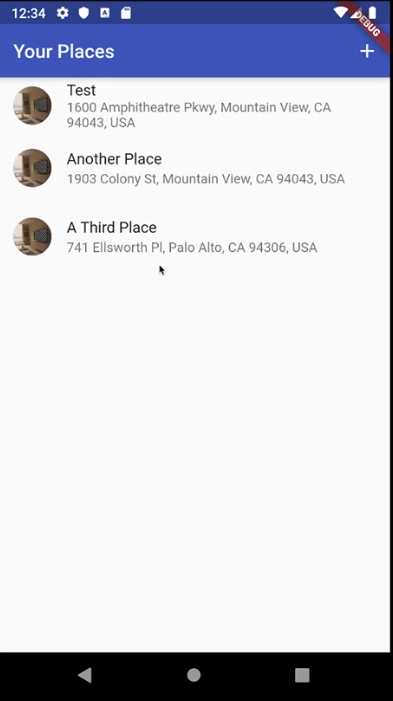 12:34
DEBUG
Your Places
Test
1600 Amphitheatre Pkwy, Mountain View, CA
94043, USA
Another Place
1903 Colony St, Mountain View, CA 94043, USA
A Third Place
741 Ellsworth Pl, Palo Alto, CA 94306, USA